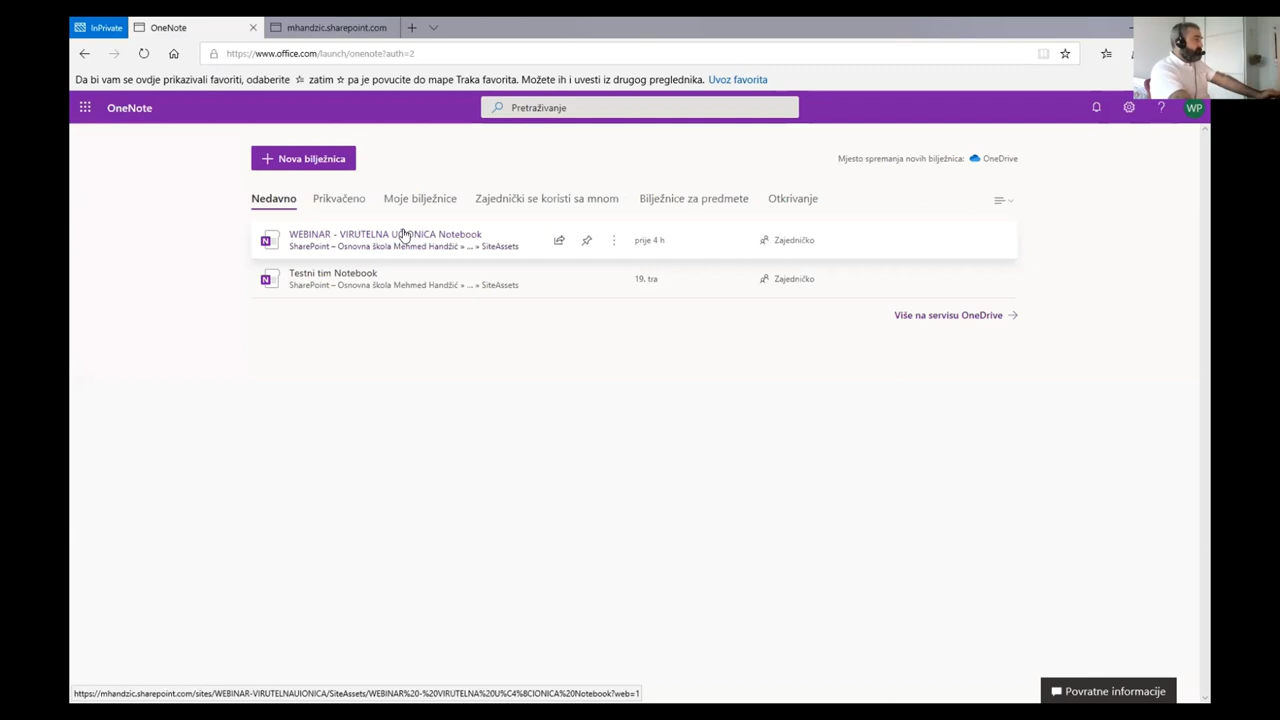 InPrivate
OneNote
mhandzic.sharepoint.com
https://www.office.com/launch/onenote?auth=2
Da bi vam se ovdje prikazivali favoriti, odaberite ☆ zatim ☆ pa je povucite do mape Traka favorita. Možete ih i uvesti iz drugog preglednika. Uvoz favorita
OneNote
Pretraživanje
WP
+ Nova bilježnica
Mjesto spremanja novih bilježnica: OneDrive
Nedavno Prikvačeno Moje bilježnice Zajednički se koristi sa mnom Bilježnice za predmete Otkrivanje
WEBINAR - VIRUTELNA UČIONICA Notebook
SharePoint – Osnovna škola Mehmed Handžić » ... » SiteAssets
prije 4 h
Zajedničko
Testni tim Notebook
SharePoint – Osnovna škola Mehmed Handžić » ... » SiteAssets
19. tra
Zajedničko
Više na servisu OneDrive
https://mhandzic.sharepoint.com/sites/WEBINAR-VIRUTELNAUIONICA/SiteAssets/WEBINAR%20-%20VIRUTELNA%20U%C4%8CIONICA%20Notebook?web=1
Povratne informacije